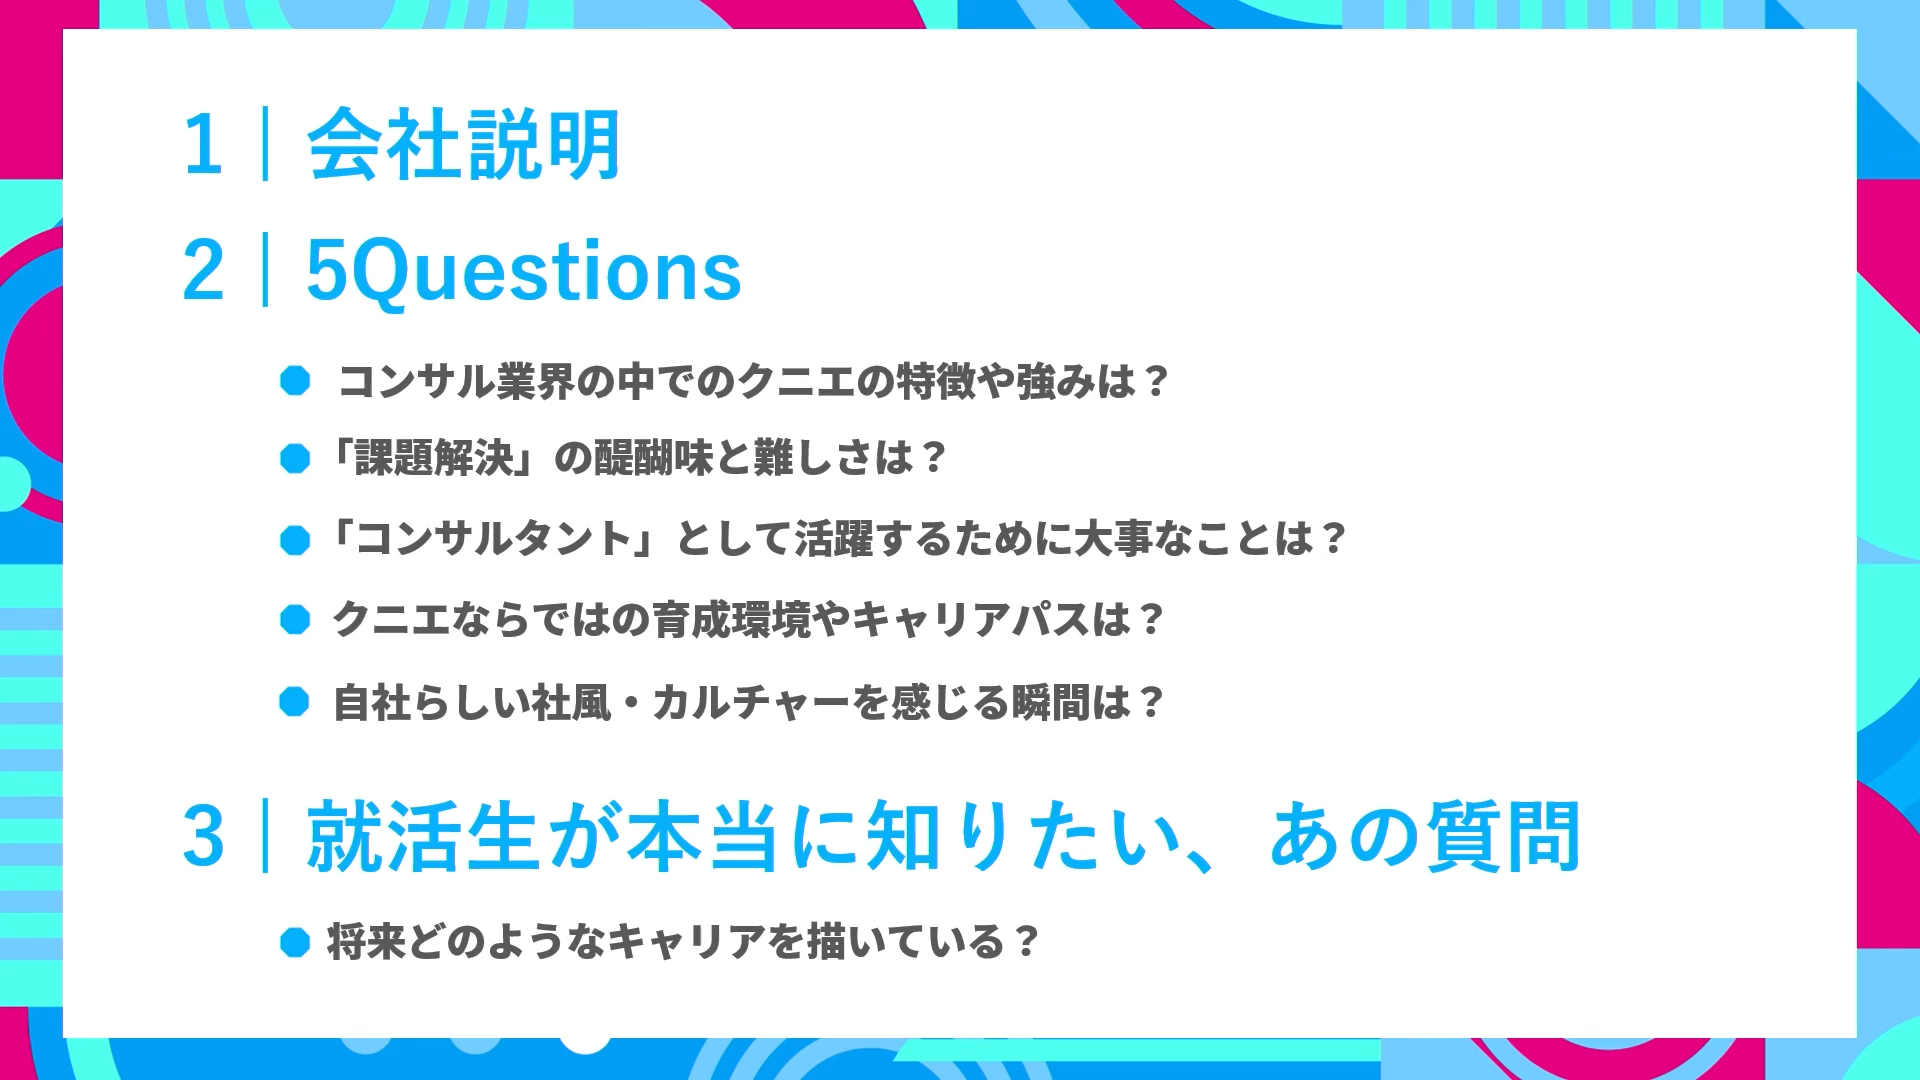 1｜会社説明
2｜5Questions
コンサル業界の中でのクニエの特徴や強みは？
「課題解決」の醍醐味と難しさは？
「コンサルタント」として活躍するために大事なことは？
クニエならではの育成環境やキャリアパスは？
自社らしい社風・カルチャーを感じる瞬間は？
3｜就活生が本当に知りたい、あの質問
将来どのようなキャリアを描いている？